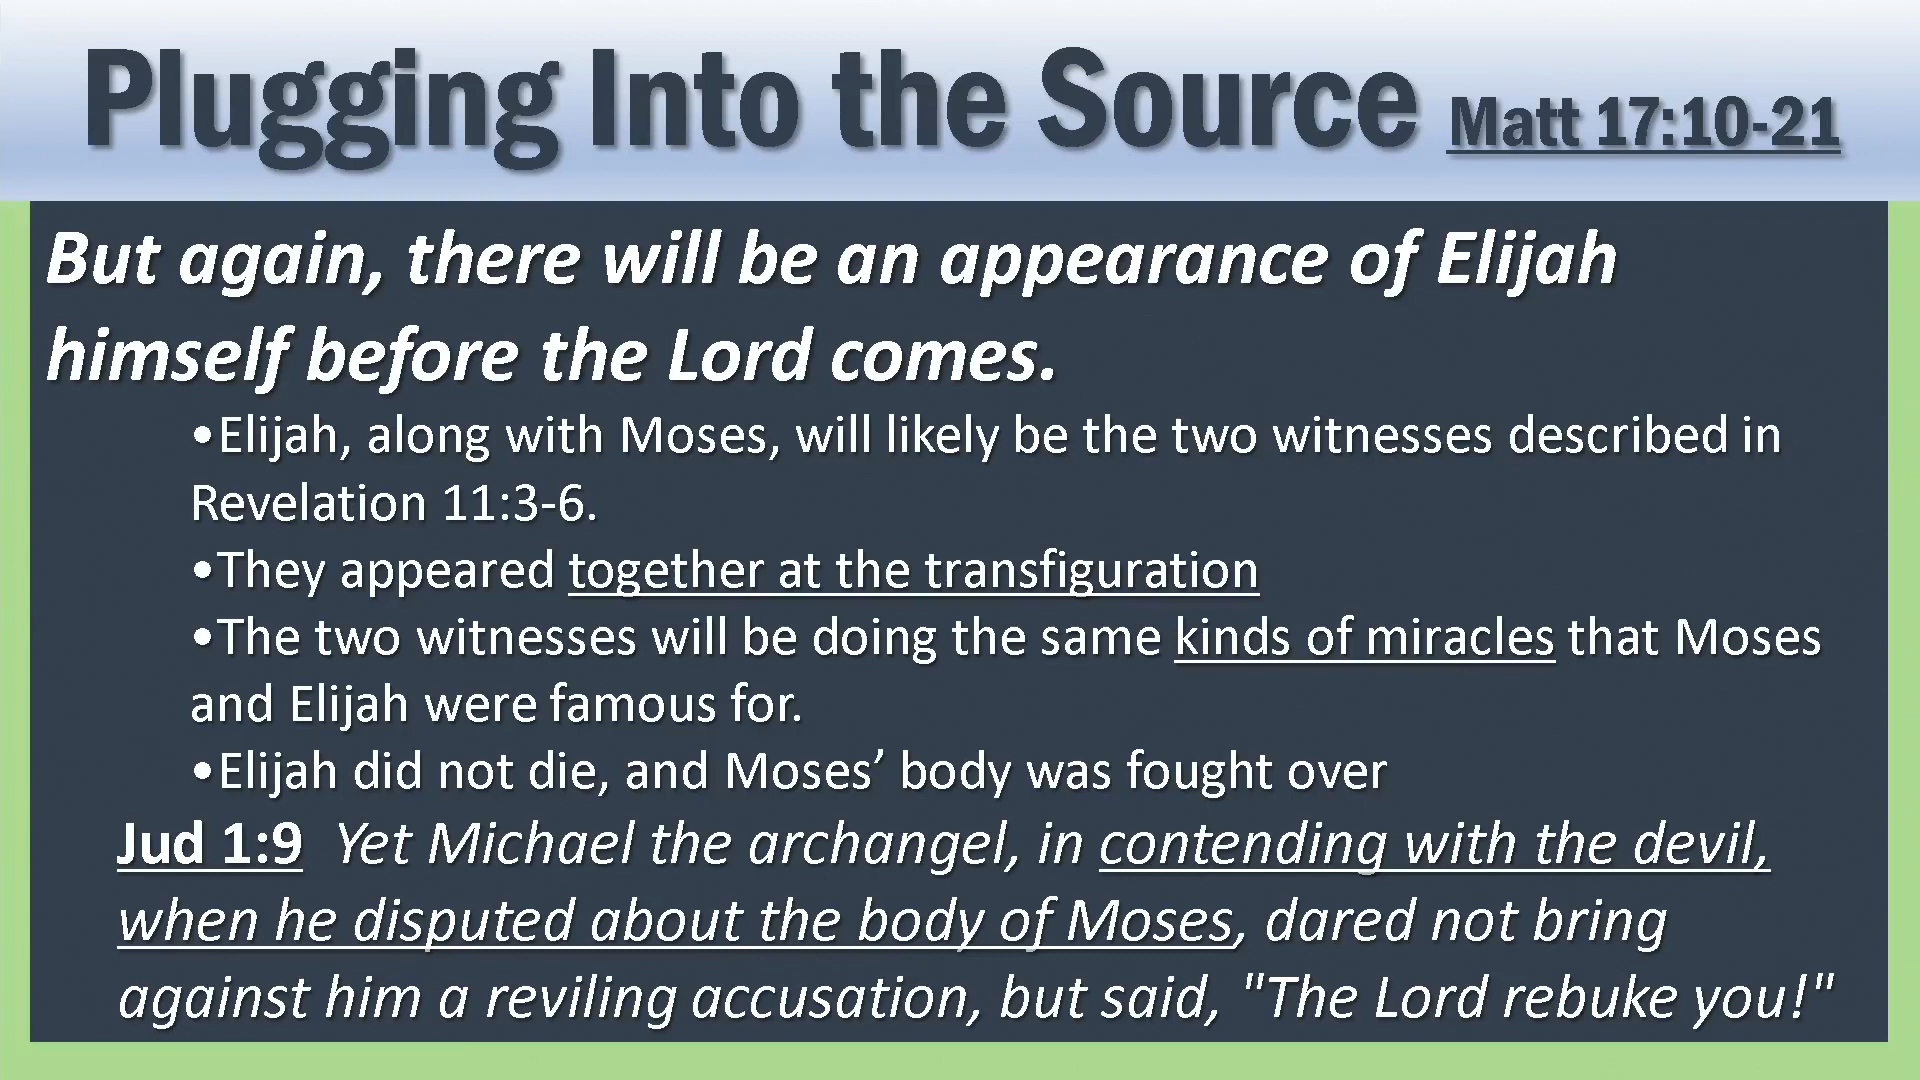 Plugging Into the Source Matt 17:10-21
But again, there will be an appearance of Elijah
himself before the Lord comes.
•Elijah, along with Moses, will likely be the two witnesses described in
Revelation 11:3-6.
•They appeared together at the transfiguration
•The two witnesses will be doing the same kinds of miracles that Moses
and Elijah were famous for.
•Elijah did not die, and Moses’ body was fought over
Jud 1:9 Yet Michael the archangel, in contending with the devil,
when he disputed about the body of Moses, dared not bring
against him a reviling accusation, but said, "The Lord rebuke you!"